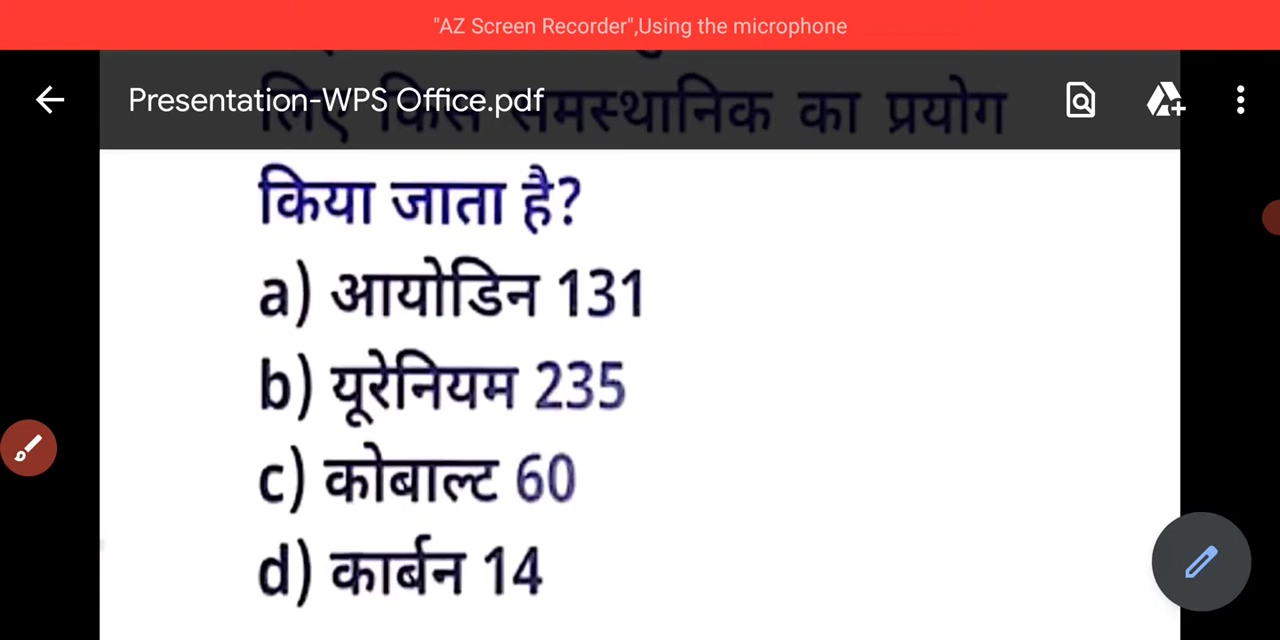 "AZ Screen Recorder",Using the microphone
Presentation-WPS Office.pdf
लिए किस समस्थानिक का प्रयोग
किया जाता है?
a) आयोडिन 131
b) यूरेनियम 235
c) कोबाल्ट 60
d) कार्बन 14